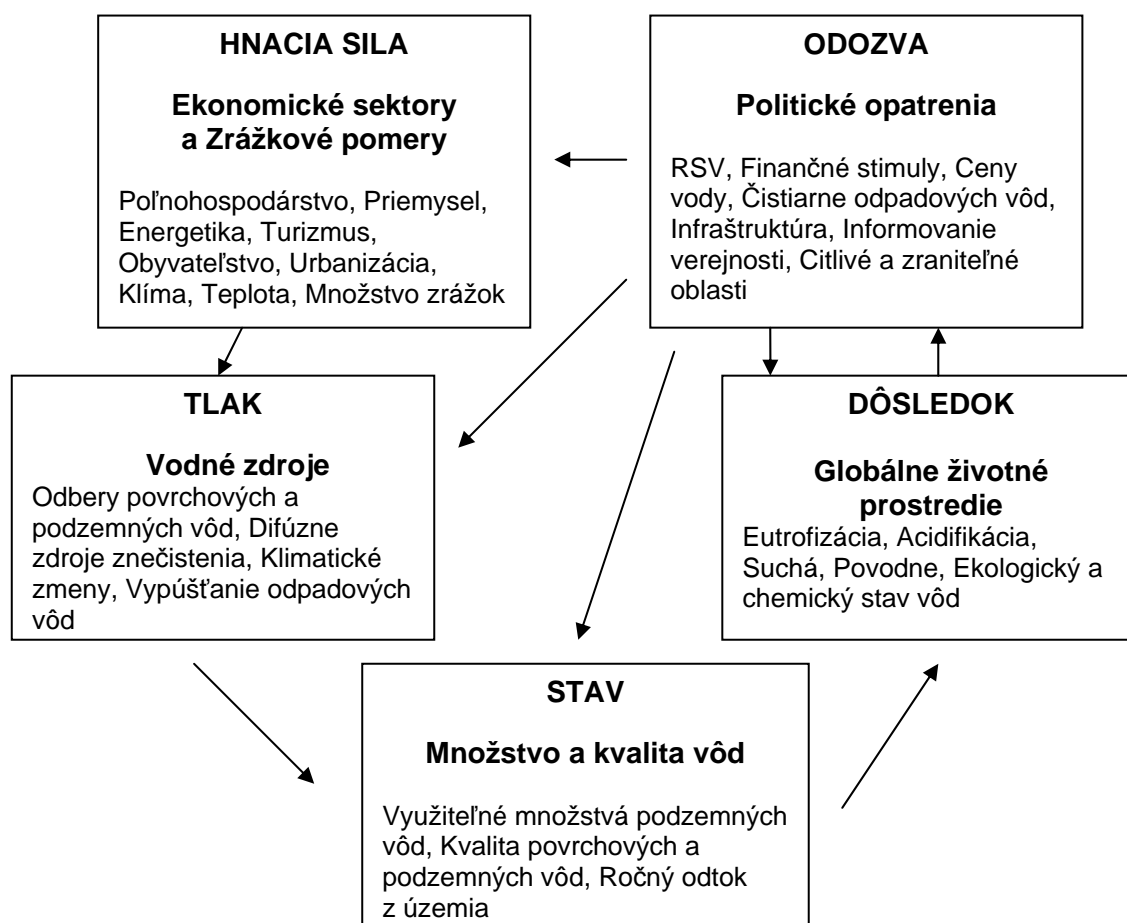 HNACIA SILA
Ekonomické sektory
a Zrážkové pomery
Poľnohospodárstvo, Priemysel,
Energetika, Turizmus,
Obyvateľstvo, Urbanizácia,
Klíma, Teplota, Množstvo zrážok
ODOZVA
Politické opatrenia
RSV, Finančné stimuly, Ceny
vody, Čistiarne odpadových vôd,
Infraštruktúra, Informovanie
verejnosti, Citlivé a zraniteľné
oblasti
TLAK
Vodné zdroje
Odbery povrchových a
podzemných vôd, Difúzne
zdroje znečistenia, Klimatické
zmeny, Vypúšťanie odpadových
vôd
DÔSLEDOK
Globálne životné
prostredie
Eutrofizácia, Acidifikácia,
Suchá, Povodne, Ekologický a
chemický stav vôd
STAV
Množstvo a kvalita vôd
Využiteľné množstvá podzemných
vôd, Kvalita povrchových a
podzemných vôd, Ročný odtok
z územia